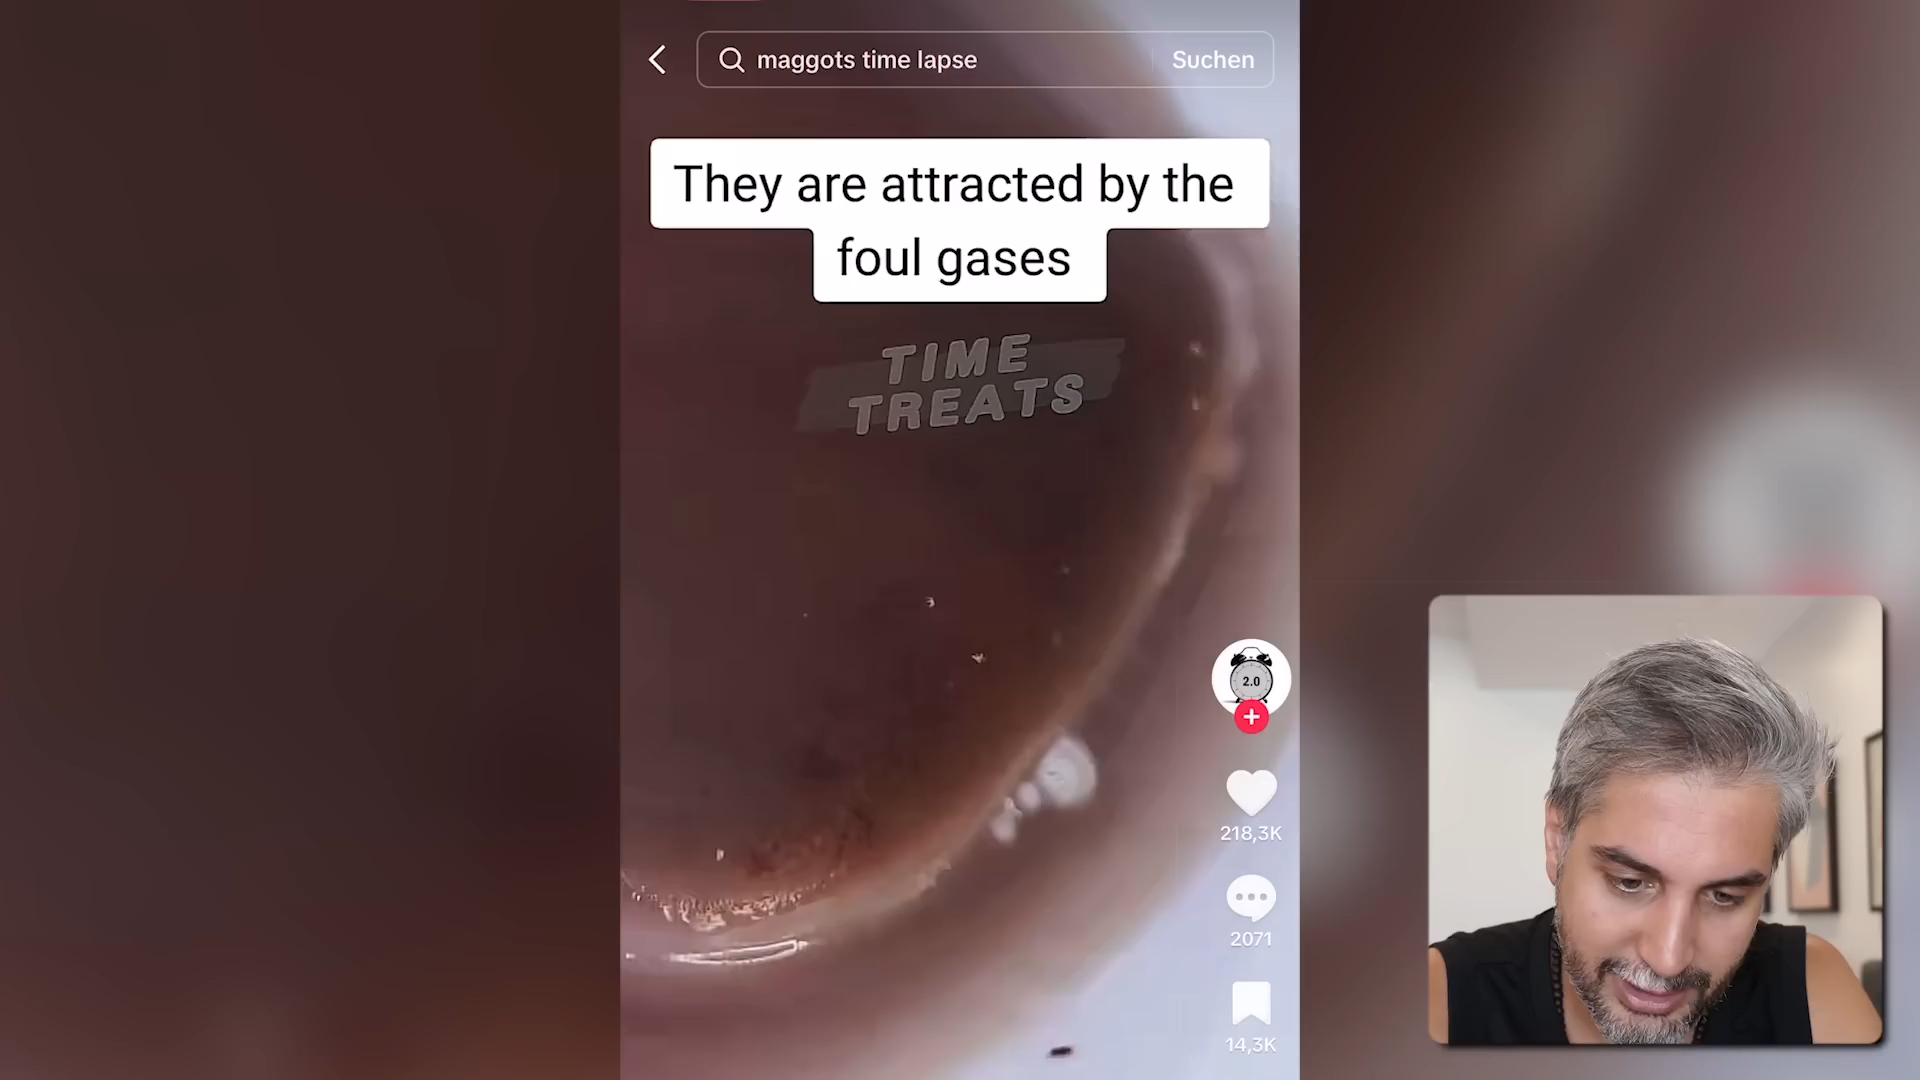 maggots time lapse
Suchen
They are attracted by the
foul gases
TIME
TREATS
2.0
218,3K
2071
14,3K